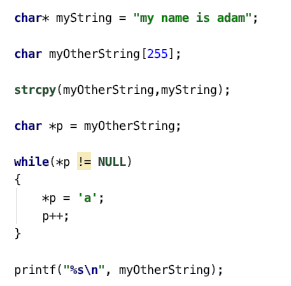 char* myString = "my name is adam";
char myOtherString[255];
strcpy(myOtherString,myString);
char *p = myOtherString;
while(*p != NULL)
{
*p = 'a';
p++;
}
printf("%s\n", myOtherString);